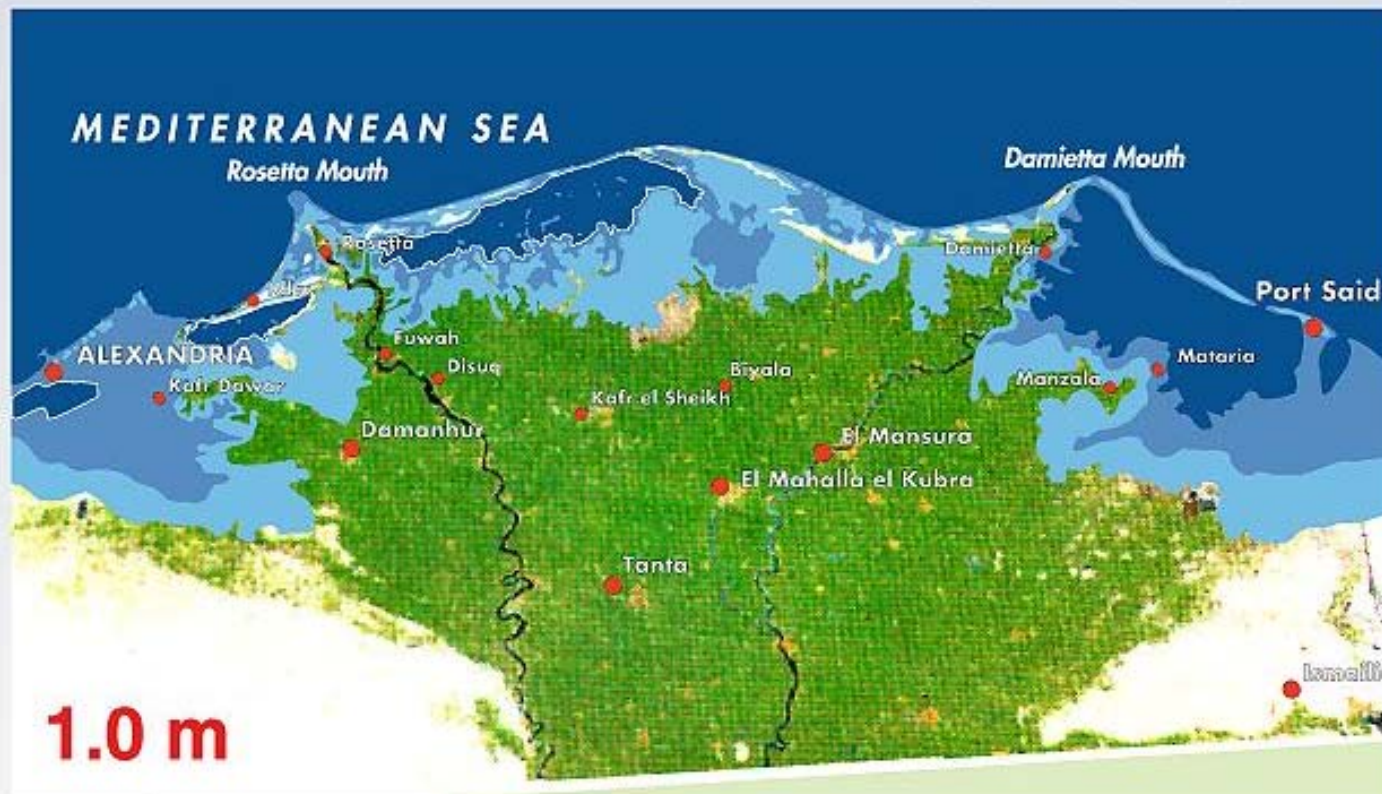 MEDITERRANEAN SEA
Rosetta Mouth
Damietta Mouth
Rosetta
Damietta
Port Said
ALEXANDRIA
Fuwah
Disuq
Biyala
Mataria
Manzala
Kafr Dawar
Kafr el Sheikh
Damanhur
El Mansura
El Mahalla el Kubra
Tanta
1.0 m